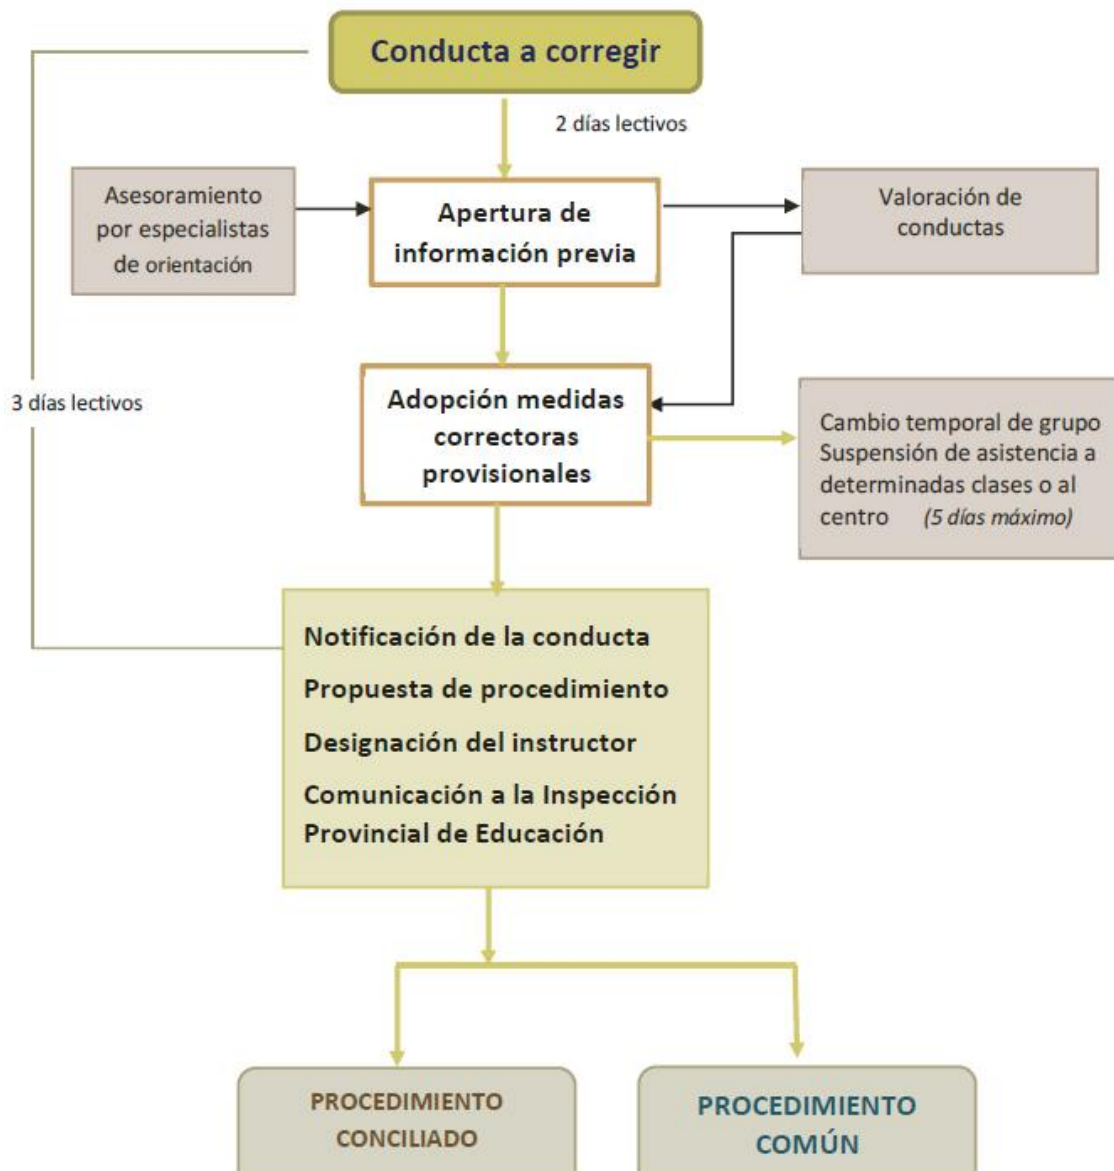 Conducta a corregir
2 días lectivos
Asesoramiento
por especialistas
de orientación
Apertura de
información previa
Valoración de
conductas
3 días lectivos
Adopción medidas
correctoras
provisionales
Cambio temporal de grupo
Suspensión de asistencia a
determinadas clases o al
centro (5 días máximo)
Notificación de la conducta
Propuesta de procedimiento
Designación del instructor
Comunicación a la Inspección
Provincial de Educación
PROCEDIMIENTO
CONCILIADO
PROCEDIMIENTO
COMÚN